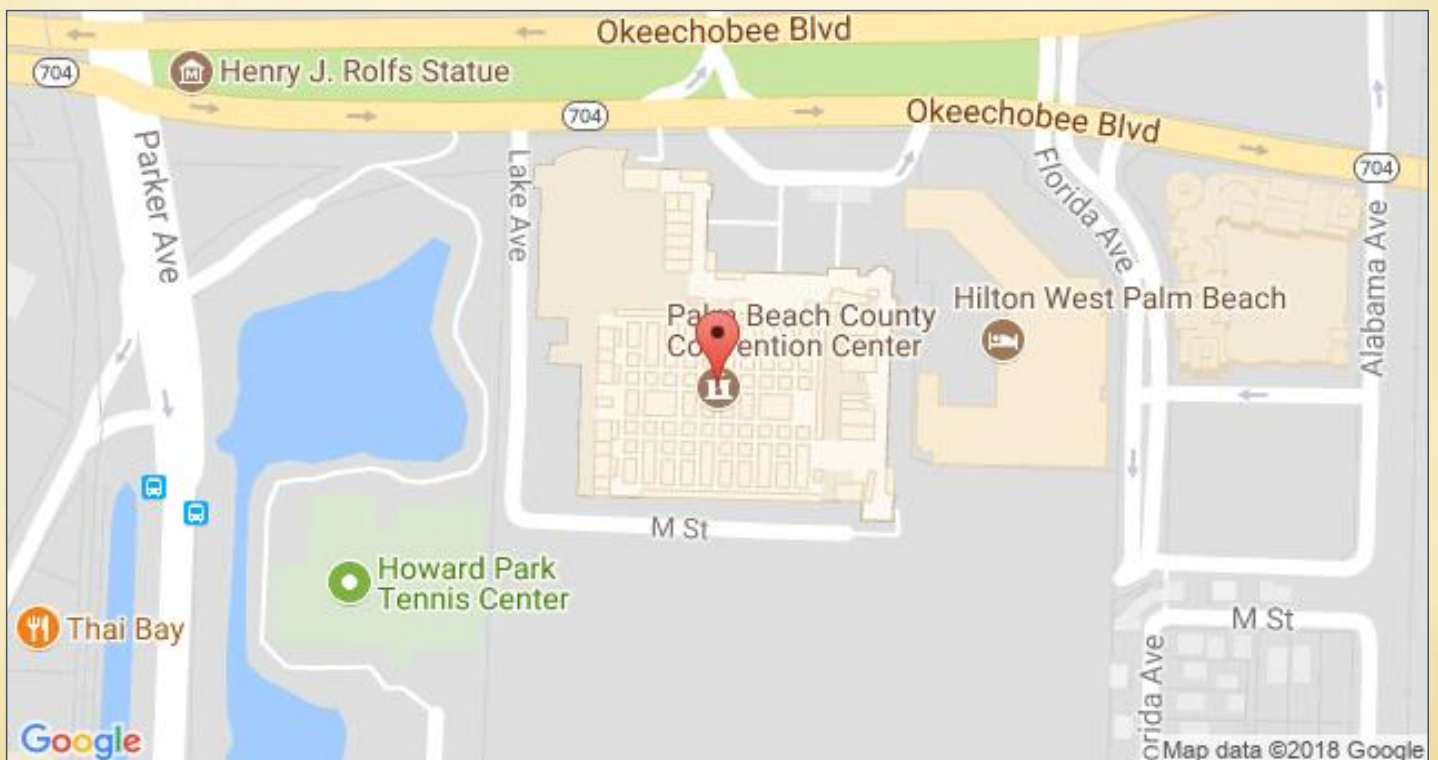 Okeechobee Blvd
704
Henry J. Rolfs Statue
704
Okeechobee Blvd
704
Parker Ave
Lake Ave
Florida Ave
Alabama Ave
Hilton West Palm Beach
Palm Beach County
Convention Center
M St
Howard Park
Tennis Center
Thai Bay
M St
Florida Ave
Google
Map data ©2018 Google